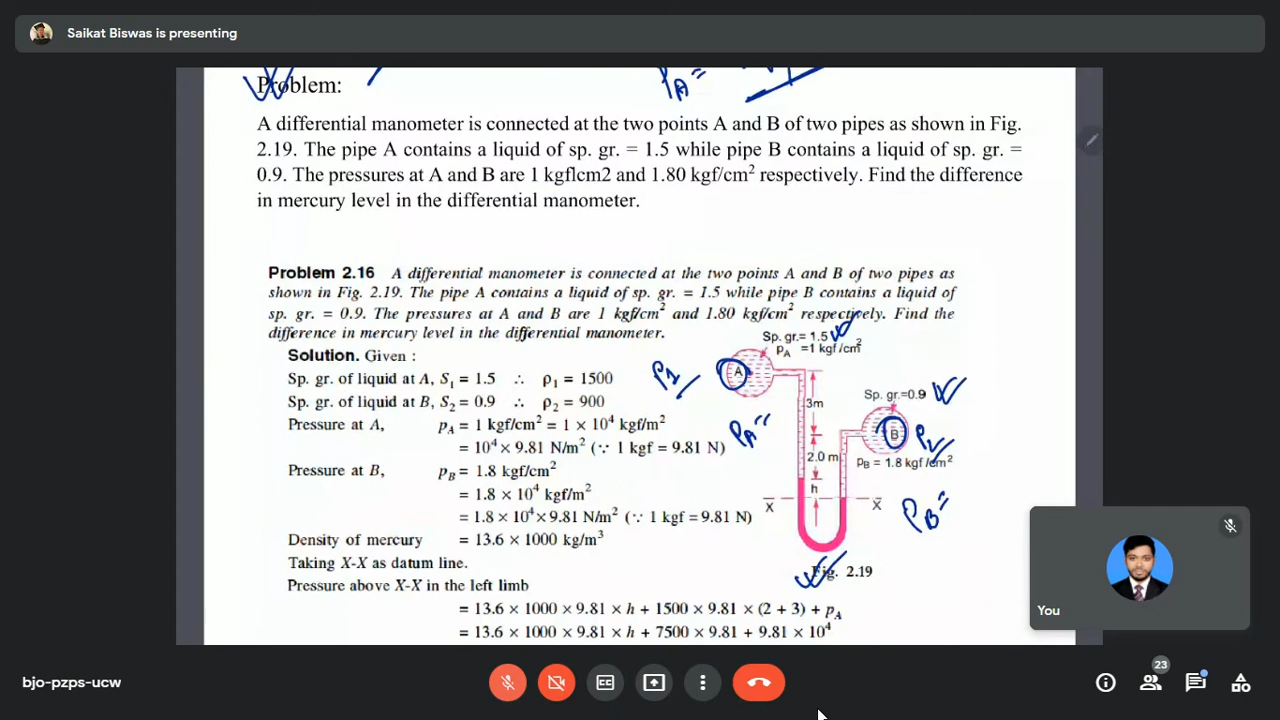 Saikat Biswas is presenting
Problem:
P_A =
A differential manometer is connected at the two points A and B of two pipes as shown in Fig.
2.19. The pipe A contains a liquid of sp. gr. = 1.5 while pipe B contains a liquid of sp. gr. =
0.9. The pressures at A and B are 1 kgflcm2 and 1.80 kgf/cm² respectively. Find the difference
in mercury level in the differential manometer.
Problem 2.16 A differential manometer is connected at the two points A and B of two pipes as
shown in Fig. 2.19. The pipe A contains a liquid of sp. gr. = 1.5 while pipe B contains a liquid of
sp. gr. = 0.9. The pressures at A and B are 1 kgf/cm² and 1.80 kgf/cm² respectively. Find the
difference in mercury level in the differential manometer.
Solution. Given :
Sp. gr. of liquid at A, S₁ = 1.5 ∴ ρ₁ = 1500
Sp. gr. of liquid at B, S₂ = 0.9 ∴ ρ₂ = 900
Pressure at A, p_A = 1 kgf/cm² = 1 × 10⁴ kgf/m²
= 10⁴ × 9.81 N/m² (∵ 1 kgf = 9.81 N)
Pressure at B, p_B = 1.8 kgf/cm²
= 1.8 × 10⁴ kgf/m²
= 1.8 × 10⁴ × 9.81 N/m² (∵ 1 kgf = 9.81 N)
Density of mercury = 13.6 × 1000 kg/m³
Taking X-X as datum line.
Pressure above X-X in the left limb
= 13.6 × 1000 × 9.81 × h + 1500 × 9.81 × (2 + 3) + p_A
= 13.6 × 1000 × 9.81 × h + 7500 × 9.81 + 9.81 × 10⁴
Sp. gr.= 1.5
p_A =1 kgf/cm²
A
P₁
P_A =
3m
Sp. gr.=0.9
B
P₂
2.0 m
p_B = 1.8 kgf/cm²
h
X X
P_B =
Fig. 2.19
You
bjo-pzps-ucw
CC
23